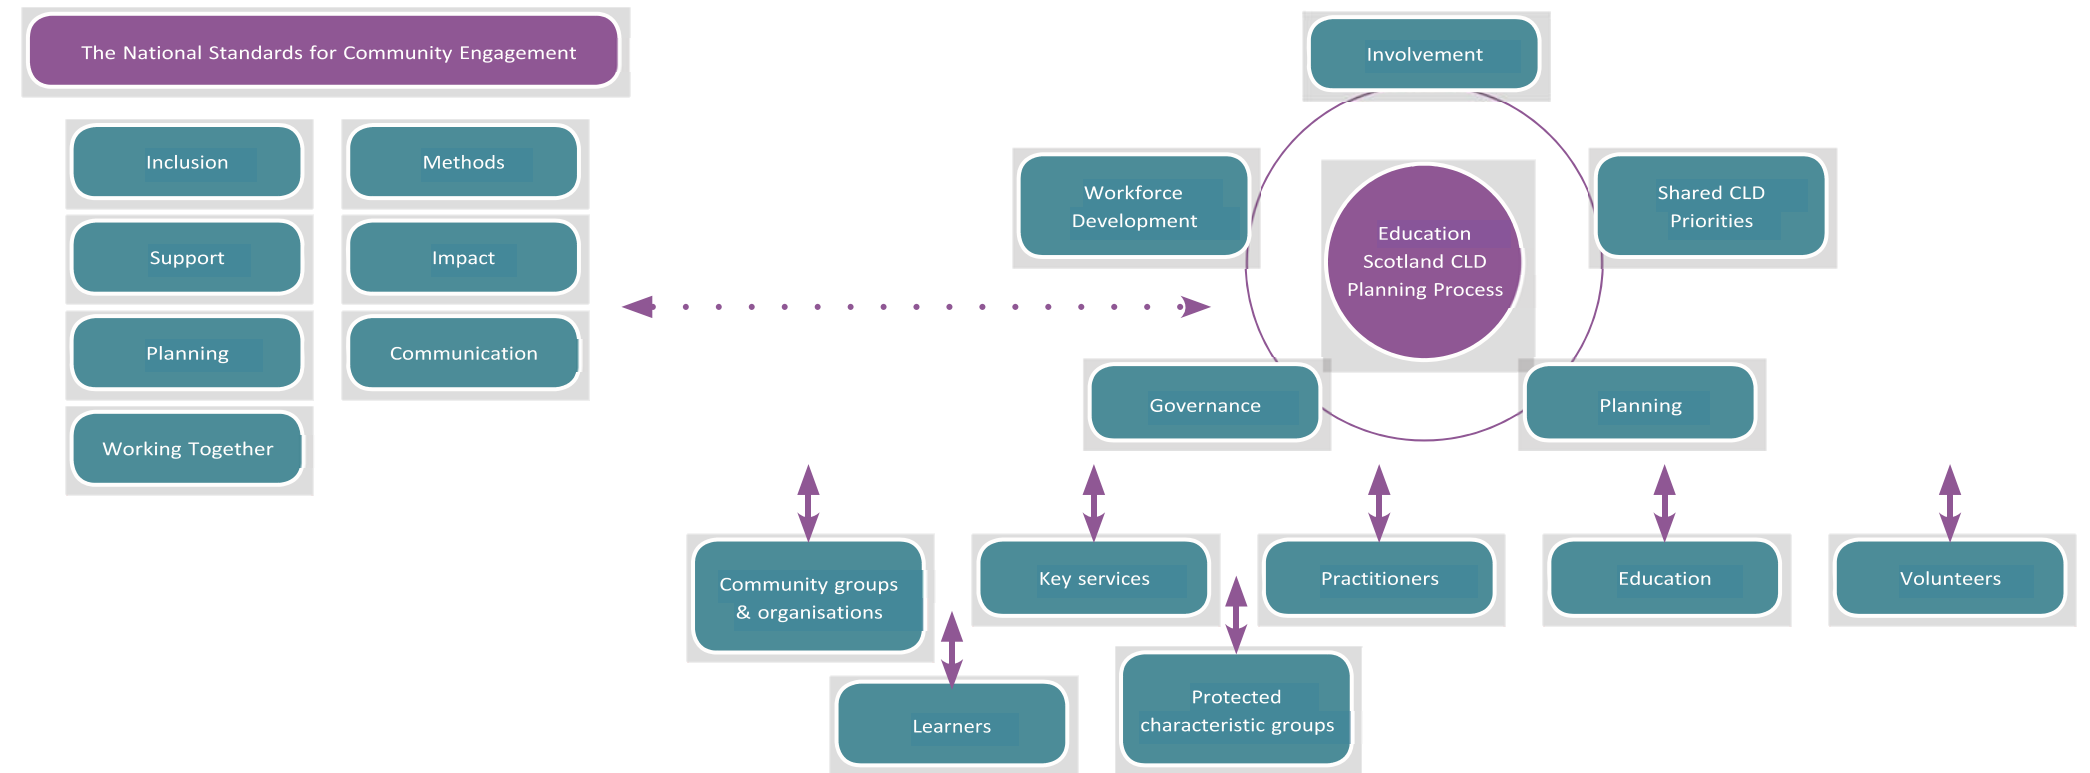 The National Standards for Community Engagement
Inclusion
Methods
Support
Impact
Planning
Communication
Working Together
Involvement
Workforce
Development
Shared CLD
Priorities
Education
Scotland CLD
Planning Process
Governance
Planning
Community groups
& organisations
Key services
Practitioners
Education
Volunteers
Learners
Protected
characteristic groups